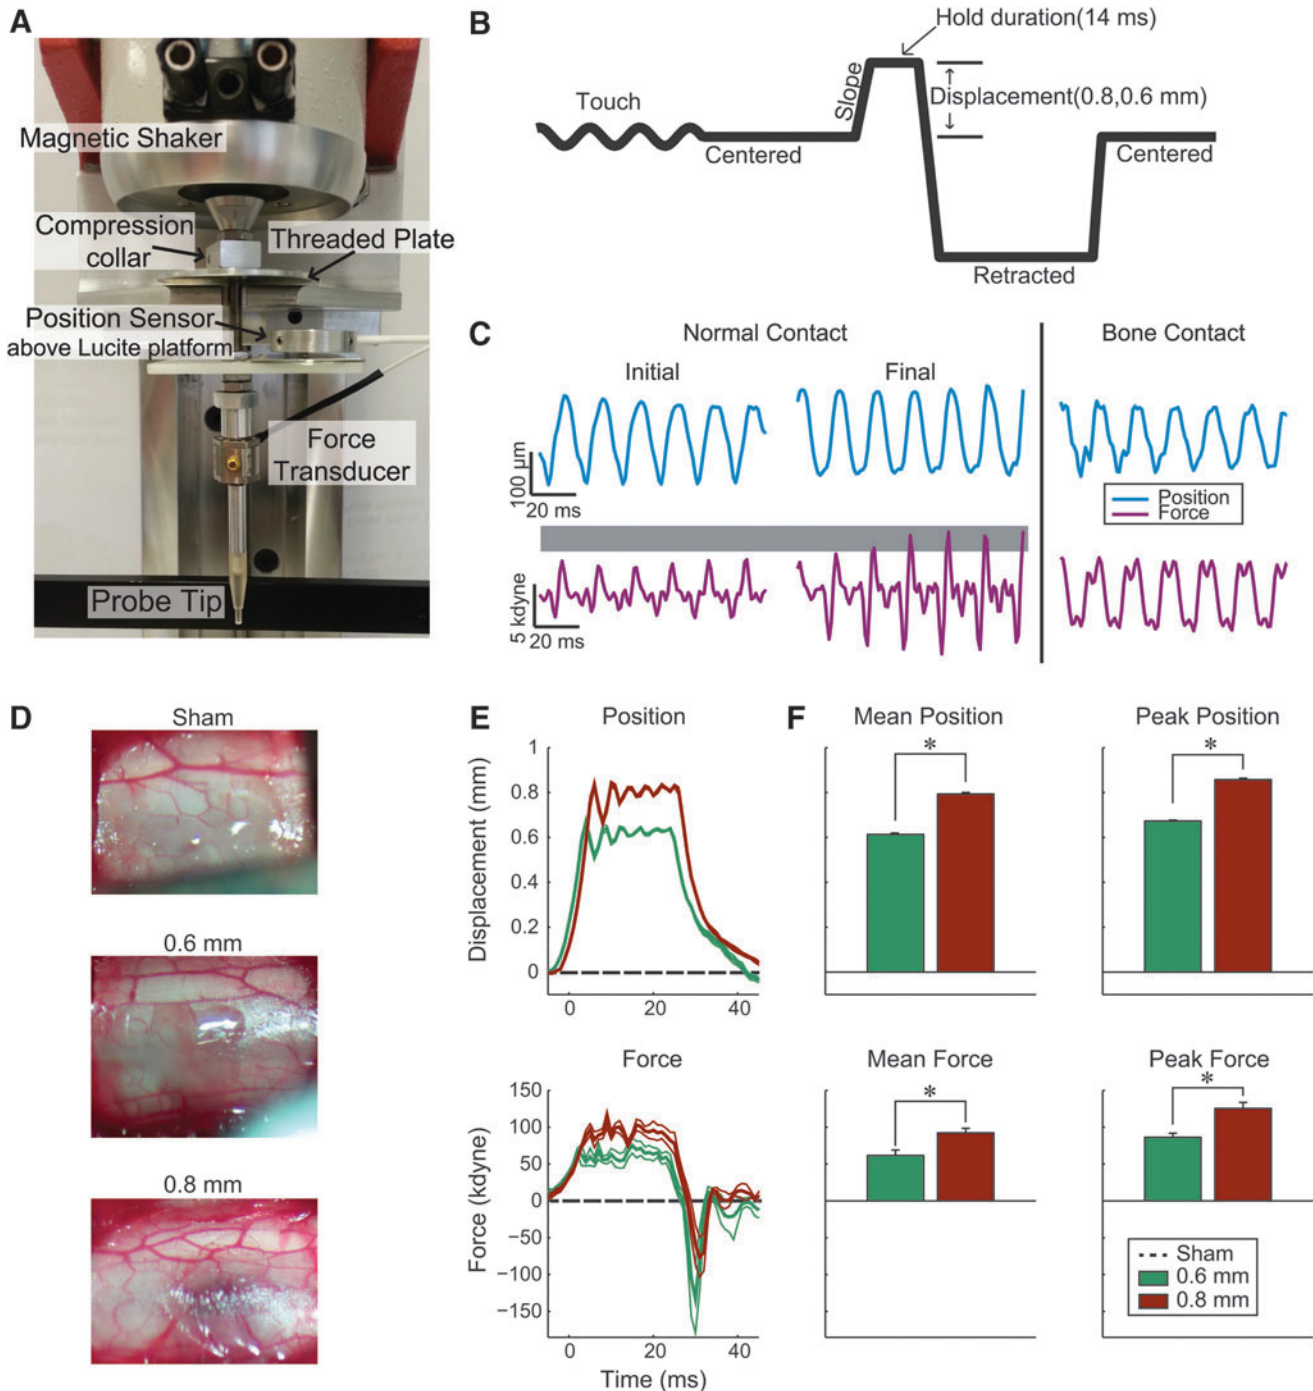 A
Magnetic Shaker
Compression
collar
Threaded Plate
Position Sensor
above Lucite platform
Force
Transducer
Probe Tip
B
Hold duration(14 ms)
Touch
Slope
Displacement(0.8,0.6 mm)
Centered
Centered
Retracted
C
Normal Contact
Bone Contact
Initial
Final
100 µm
20 ms
Position
Force
5 kdyne
20 ms
D
Sham
0.6 mm
0.8 mm
E
Position
Displacement (mm)
1
0.8
0.6
0.4
0.2
0
0
20
40
Force
Force (kdyne)
150
100
50
0
−50
−100
−150
0
20
40
Time (ms)
F
Mean Position
*
Peak Position
*
Mean Force
*
Peak Force
*
Sham
0.6 mm
0.8 mm